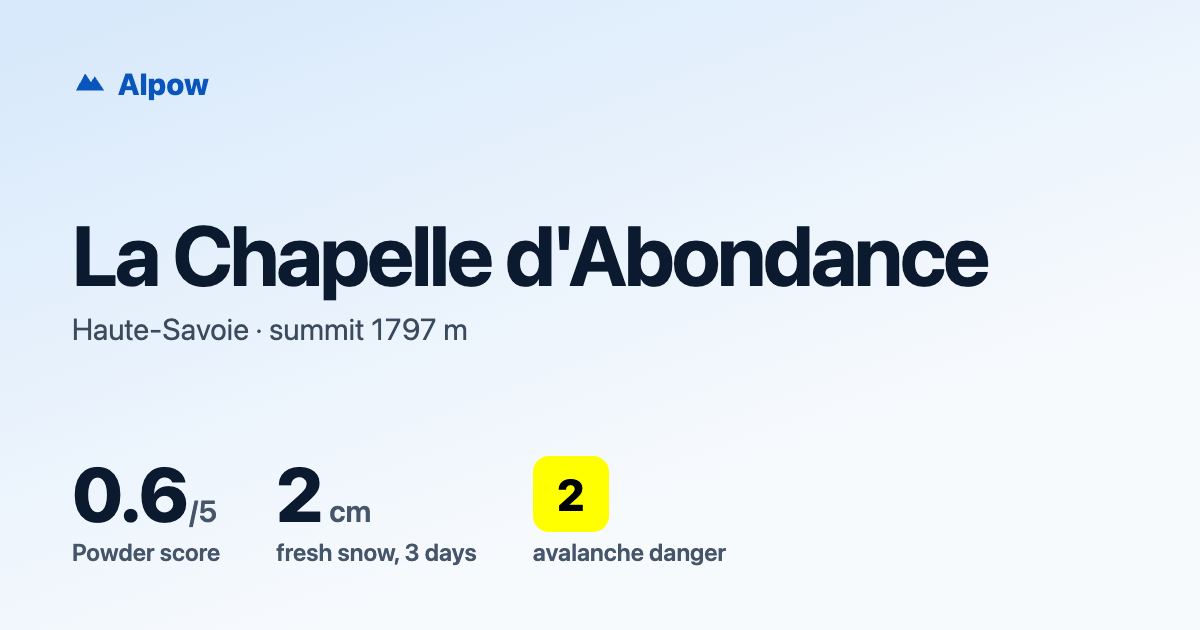 Alpow
La Chapelle d'Abondance
Haute-Savoie · summit 1797 m
0.6/5
Powder score
2 cm
fresh snow, 3 days
2
avalanche danger